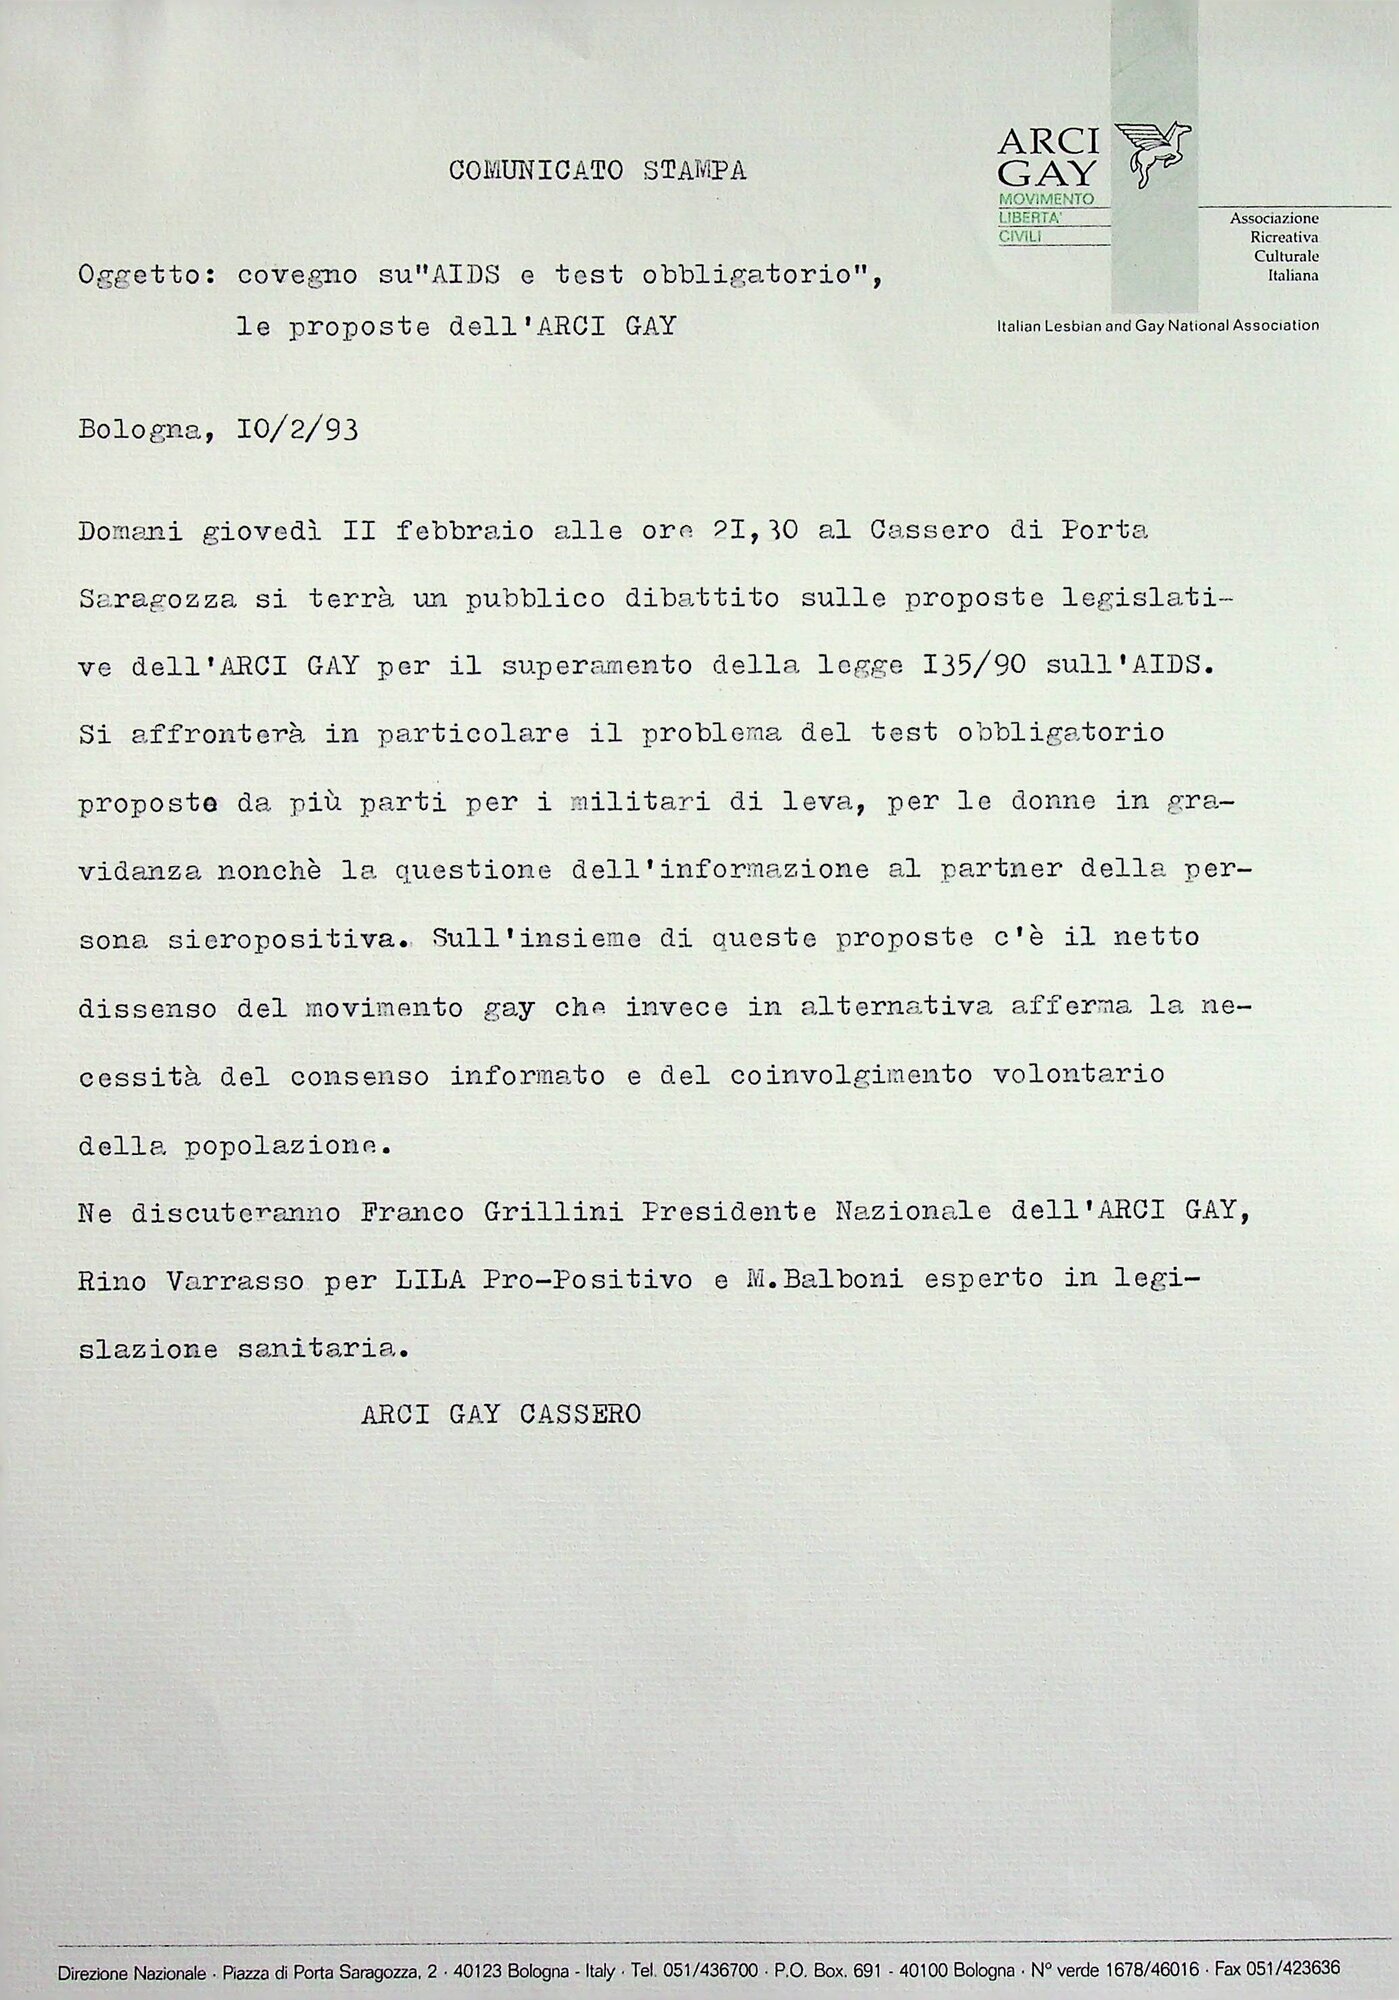 COMUNICATO STAMPA
ARCI
GAY
MOVIMENTO
LIBERTA'
CIVILI
Associazione
Ricreativa
Culturale
Italiana
Italian Lesbian and Gay National Association
Oggetto: covegno su"AIDS e test obbligatorio",
le proposte dell'ARCI GAY
Bologna, IO/2/93
Domani giovedì II febbraio alle ore 2I,30 al Cassero di Porta
Saragozza si terrà un pubblico dibattito sulle proposte legislati-
ve dell'ARCI GAY per il superamento della legge I35/90 sull'AIDS.
Si affronterà in particolare il problema del test obbligatorio
proposto da più parti per i militari di leva, per le donne in gra-
vidanza nonchè la questione dell'informazione al partner della per-
sona sieropositiva. Sull'insieme di queste proposte c'è il netto
dissenso del movimento gay che invece in alternativa afferma la ne-
cessità del consenso informato e del coinvolgimento volontario
della popolazione.
Ne discuteranno Franco Grillini Presidente Nazionale dell'ARCI GAY,
Rino Varrasso per LILA Pro-Positivo e M.Balboni esperto in legi-
slazione sanitaria.
ARCI GAY CASSERO
Direzione Nazionale · Piazza di Porta Saragozza, 2 · 40123 Bologna - Italy · Tel. 051/436700 · P.O. Box. 691 - 40100 Bologna · N° verde 1678/46016 · Fax 051/423636